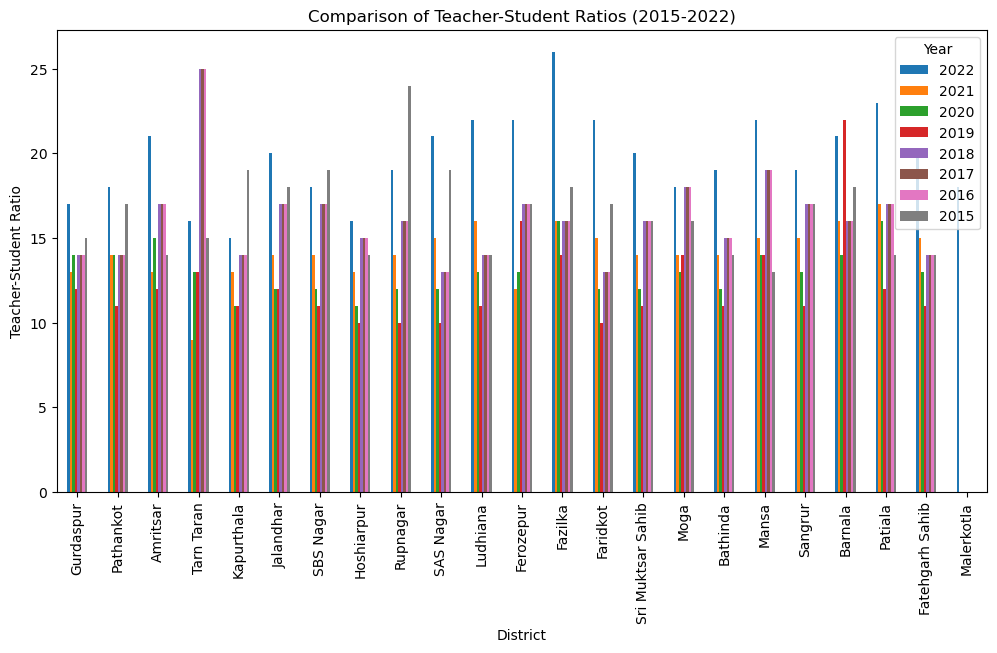 Comparison of Teacher-Student Ratios (2015-2022)
Teacher-Student Ratio
25
20
15
10
5
0
Year
2022
2021
2020
2019
2018
2017
2016
2015
Gurdaspur
Pathankot
Amritsar
Tarn Taran
Kapurthala
Jalandhar
SBS Nagar
Hoshiarpur
Rupnagar
SAS Nagar
Ludhiana
Ferozepur
Fazilka
Faridkot
Sri Muktsar Sahib
Moga
Bathinda
Mansa
Sangrur
Barnala
Patiala
Fatehgarh Sahib
Malerkotla
District